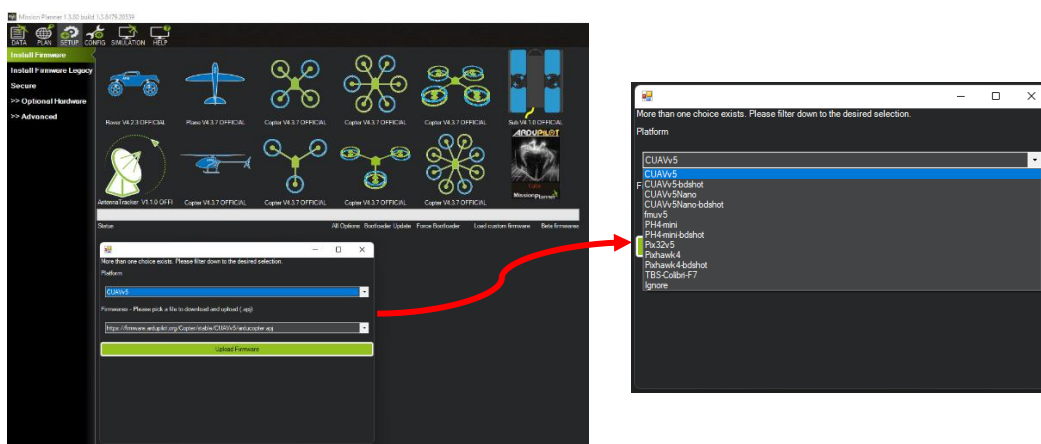 Mission Planner 1.3.80 build 1.3.8479.20539
DATA PLAN SETUP CONFIG SIMULATION HELP
Install Firmware
Install Firmware Legacy
Secure
>> Optional Hardware
>> Advanced
Rover V4.2.3 OFFICIAL
Plane V4.3.7 OFFICIAL
Copter V4.3.7 OFFICIAL
Copter V4.3.7 OFFICIAL
Copter V4.3.7 OFFICIAL
Sub V4.1.0 OFFICIAL
ARDUPILOT
Mission Planner
AntennaTracker V1.1.0 OFFI
Copter V4.3.7 OFFICIAL
Copter V4.3.7 OFFICIAL
Copter V4.3.7 OFFICIAL
Copter V4.3.7 OFFICIAL
Status
All Options Bootloader Update Force Bootloader Load custom firmware Beta firmwares
More than one choice exists. Please filter down to the desired selection.
Platform
CUAVv5
Firmwares - Please pick a file to download and upload (.apj):
https://firmware.ardupilot.org/Copter/stable/CUAVv5/arducopter.apj
Upload Firmware
More than one choice exists. Please filter down to the desired selection.
Platform
CUAVv5
CUAVv5
F
CUAVv5-bdshot
CUAVv5Nano
CUAVv5Nano-bdshot
fmuv5
PH4-mini
PH4-mini-bdshot
Pix32v5
Pixhawk4
Pixhawk4-bdshot
TBS-Colibri-F7
Ignore